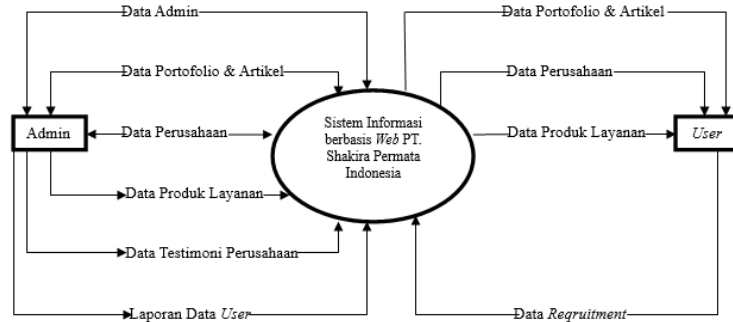 Data Admin
Data Portofolio & Artikel
Data Portofolio & Artikel
Data Perusahaan
Admin
Data Perusahaan
Sistem Informasi
berbasis Web PT.
Shakira Permata
Indonesia
Data Produk Layanan
User
Data Produk Layanan
Data Testimoni Perusahaan
Laporan Data User
Data Reqruitment